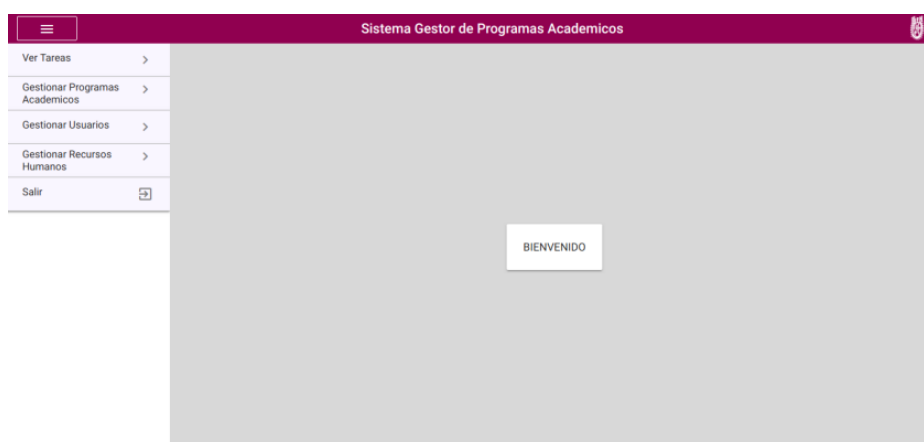 Sistema Gestor de Programas Academicos
Ver Tareas
Gestionar Programas
Academicos
Gestionar Usuarios
Gestionar Recursos
Humanos
Salir
BIENVENIDO